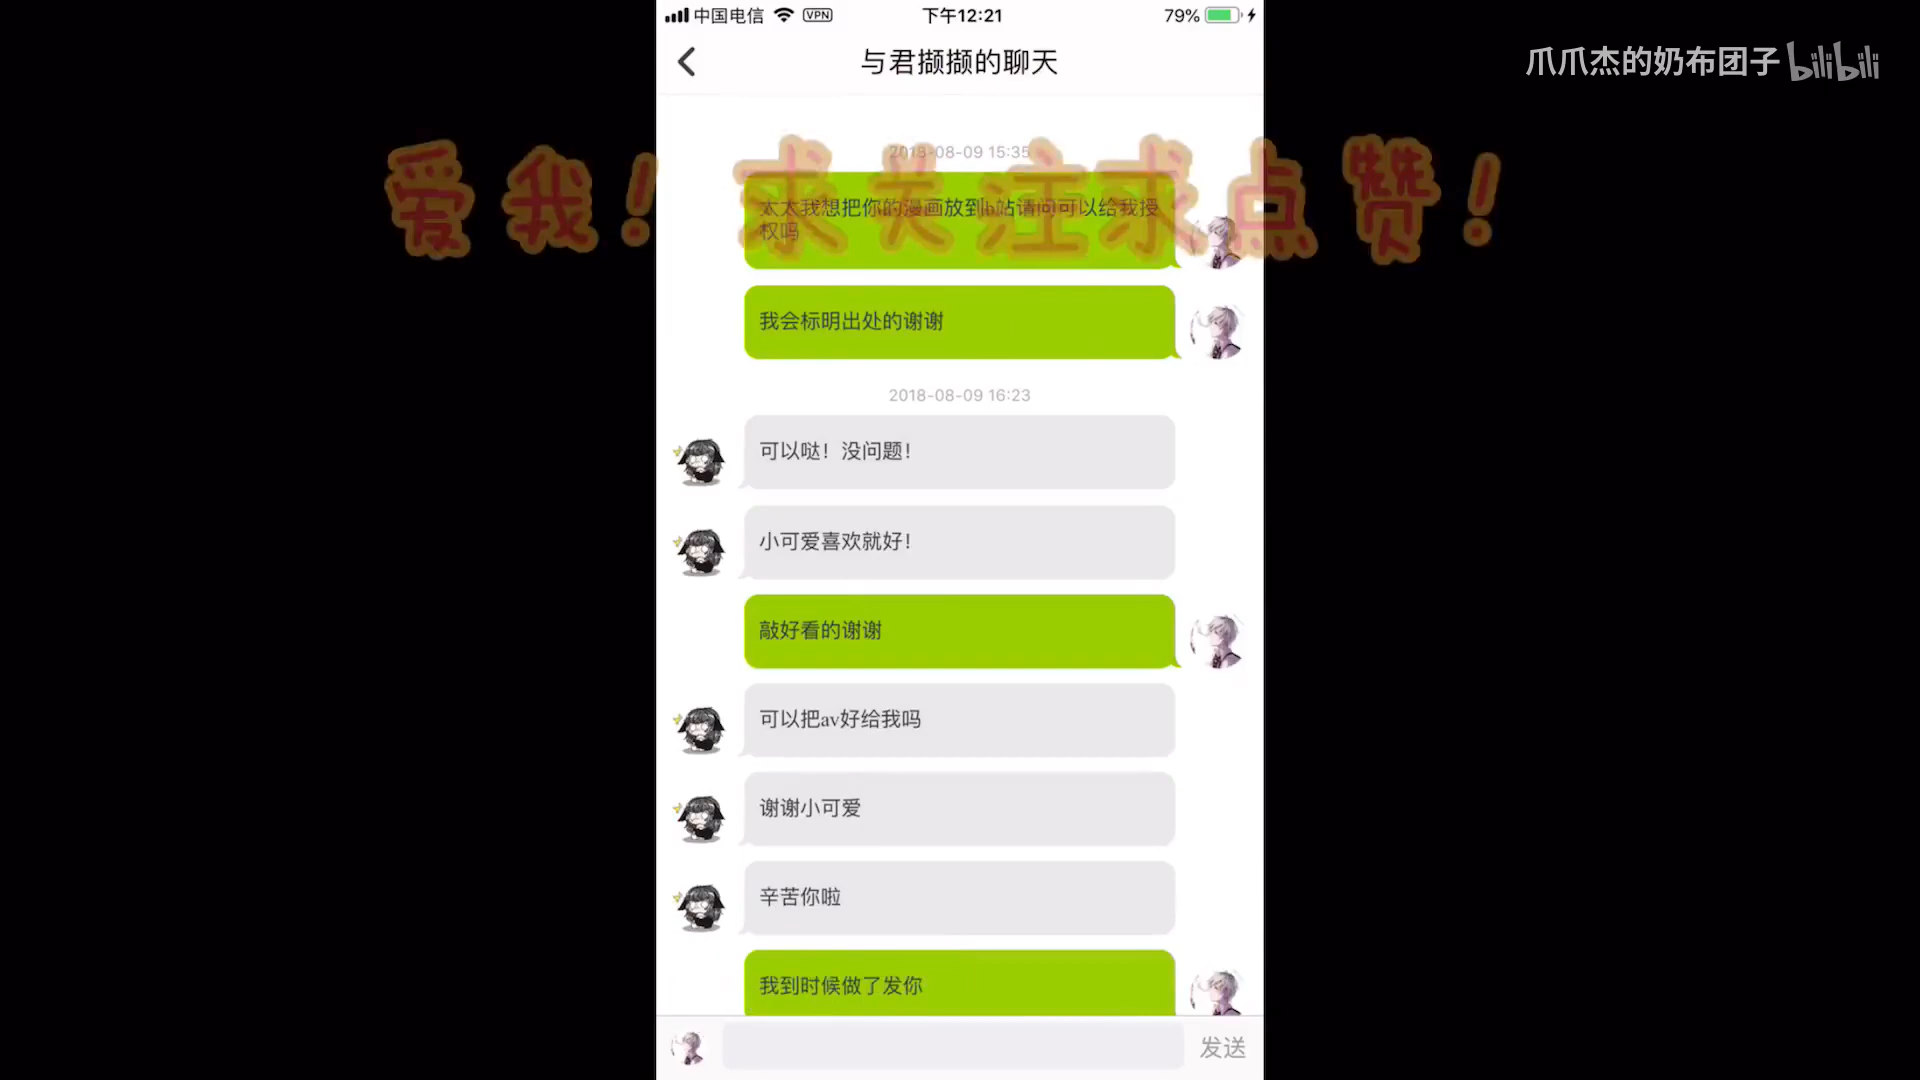 中国电信 VPN 下午12:21 79%
与君撷撷的聊天
爪爪杰的奶布团子 bilibili
爱我！求关注求点赞！
2018-08-09 15:35
太太我想把你的漫画放到b站请问可以给我授
权吗
我会标明出处的谢谢
2018-08-09 16:23
可以哒！没问题！
小可爱喜欢就好！
敲好看的谢谢
可以把av好给我吗
谢谢小可爱
辛苦你啦
我到时候做了发你
发送